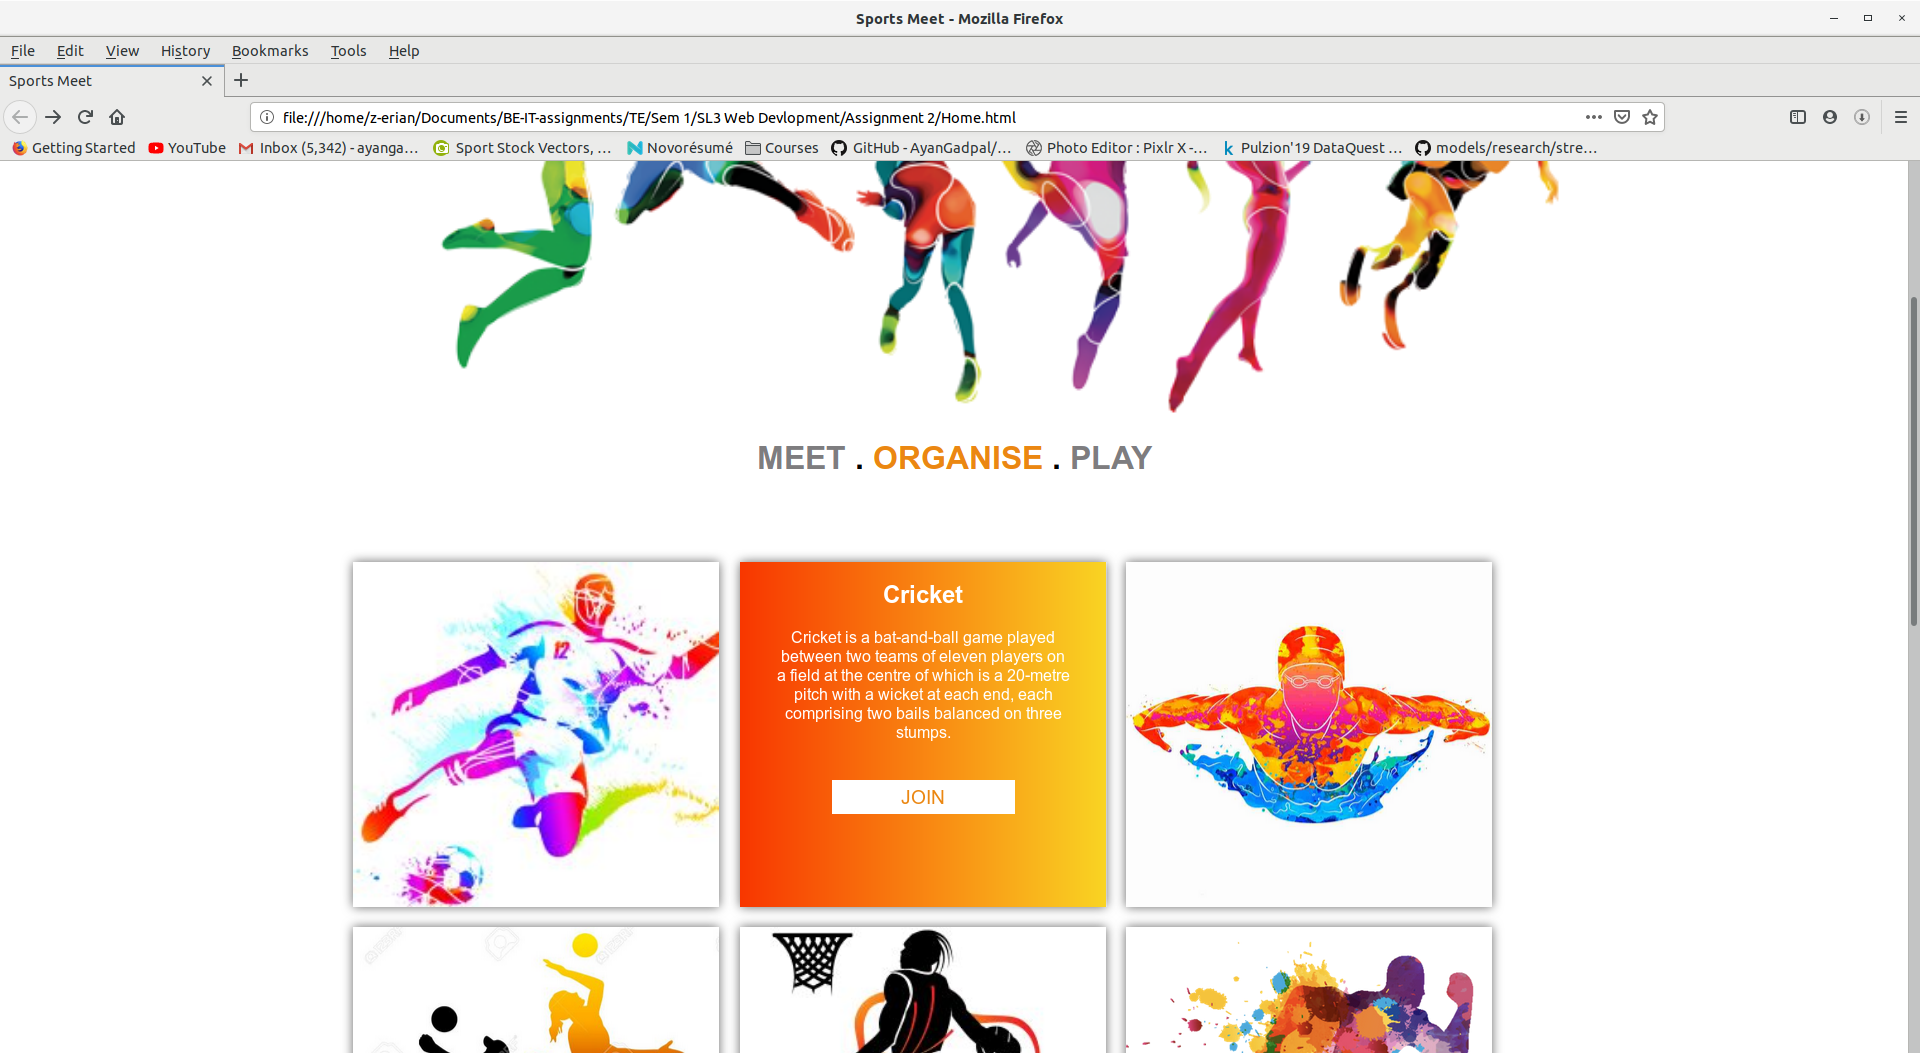 Sports Meet - Mozilla Firefox
File Edit View History Bookmarks Tools Help
Sports Meet
file:///home/z-erian/Documents/BE-IT-assignments/TE/Sem 1/SL3 Web Devlopment/Assignment 2/Home.html
Getting Started YouTube Inbox (5,342) - ayanga... Sport Stock Vectors, ... Novorésumé Courses GitHub - AyanGadpal/... Photo Editor : Pixlr X -... Pulzion'19 DataQuest ... models/research/stre...
MEET . ORGANISE . PLAY
12
Cricket
Cricket is a bat-and-ball game played
between two teams of eleven players on
a field at the centre of which is a 20-metre
pitch with a wicket at each end, each
comprising two bails balanced on three
stumps.
JOIN